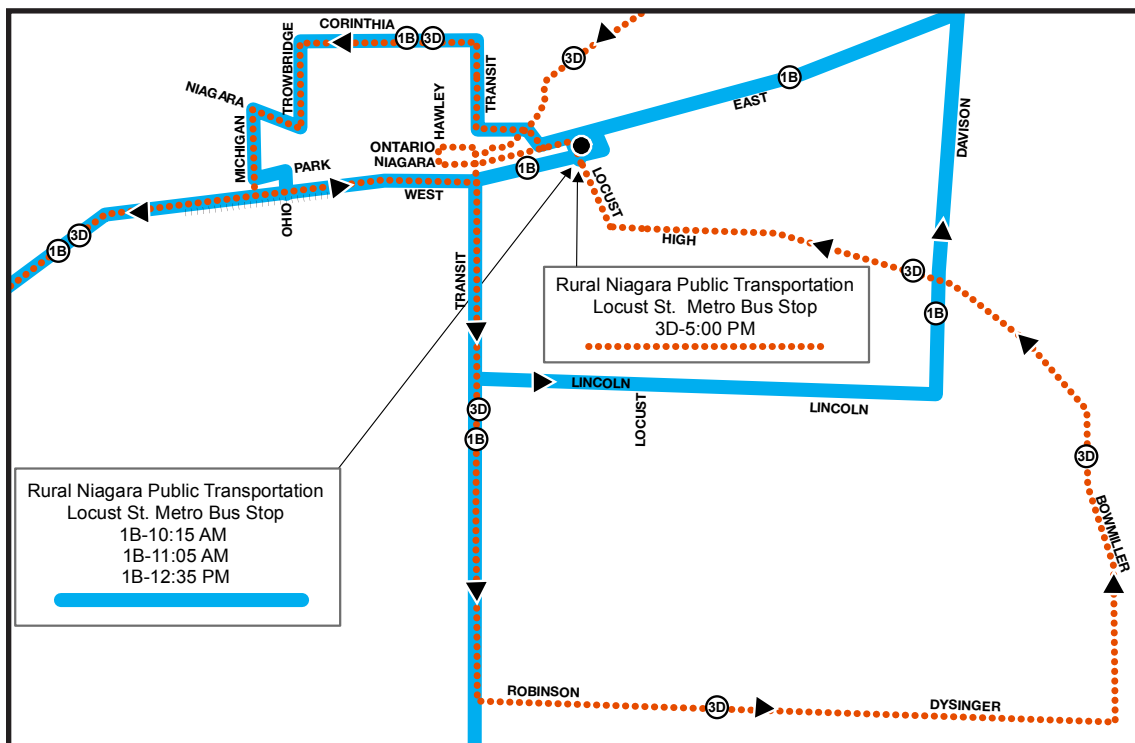 CORINTHIA
1B
3D
3D
TROWBRIDGE
TRANSIT
NIAGARA
1B
EAST
HAWLEY
DAVISON
MICHIGAN
ONTARIO
NIAGARA
PARK
1B
LOCUST
WEST
OHIO
1B
3D
HIGH
TRANSIT
3D
Rural Niagara Public Transportation
Locust St.  Metro Bus Stop
3D-5:00 PM
1B
LINCOLN
LINCOLN
LOCUST
3D
1B
3D
Rural Niagara Public Transportation
Locust St. Metro Bus Stop
1B-10:15 AM
1B-11:05 AM
1B-12:35 PM
BOWMILLER
ROBINSON
3D
DYSINGER